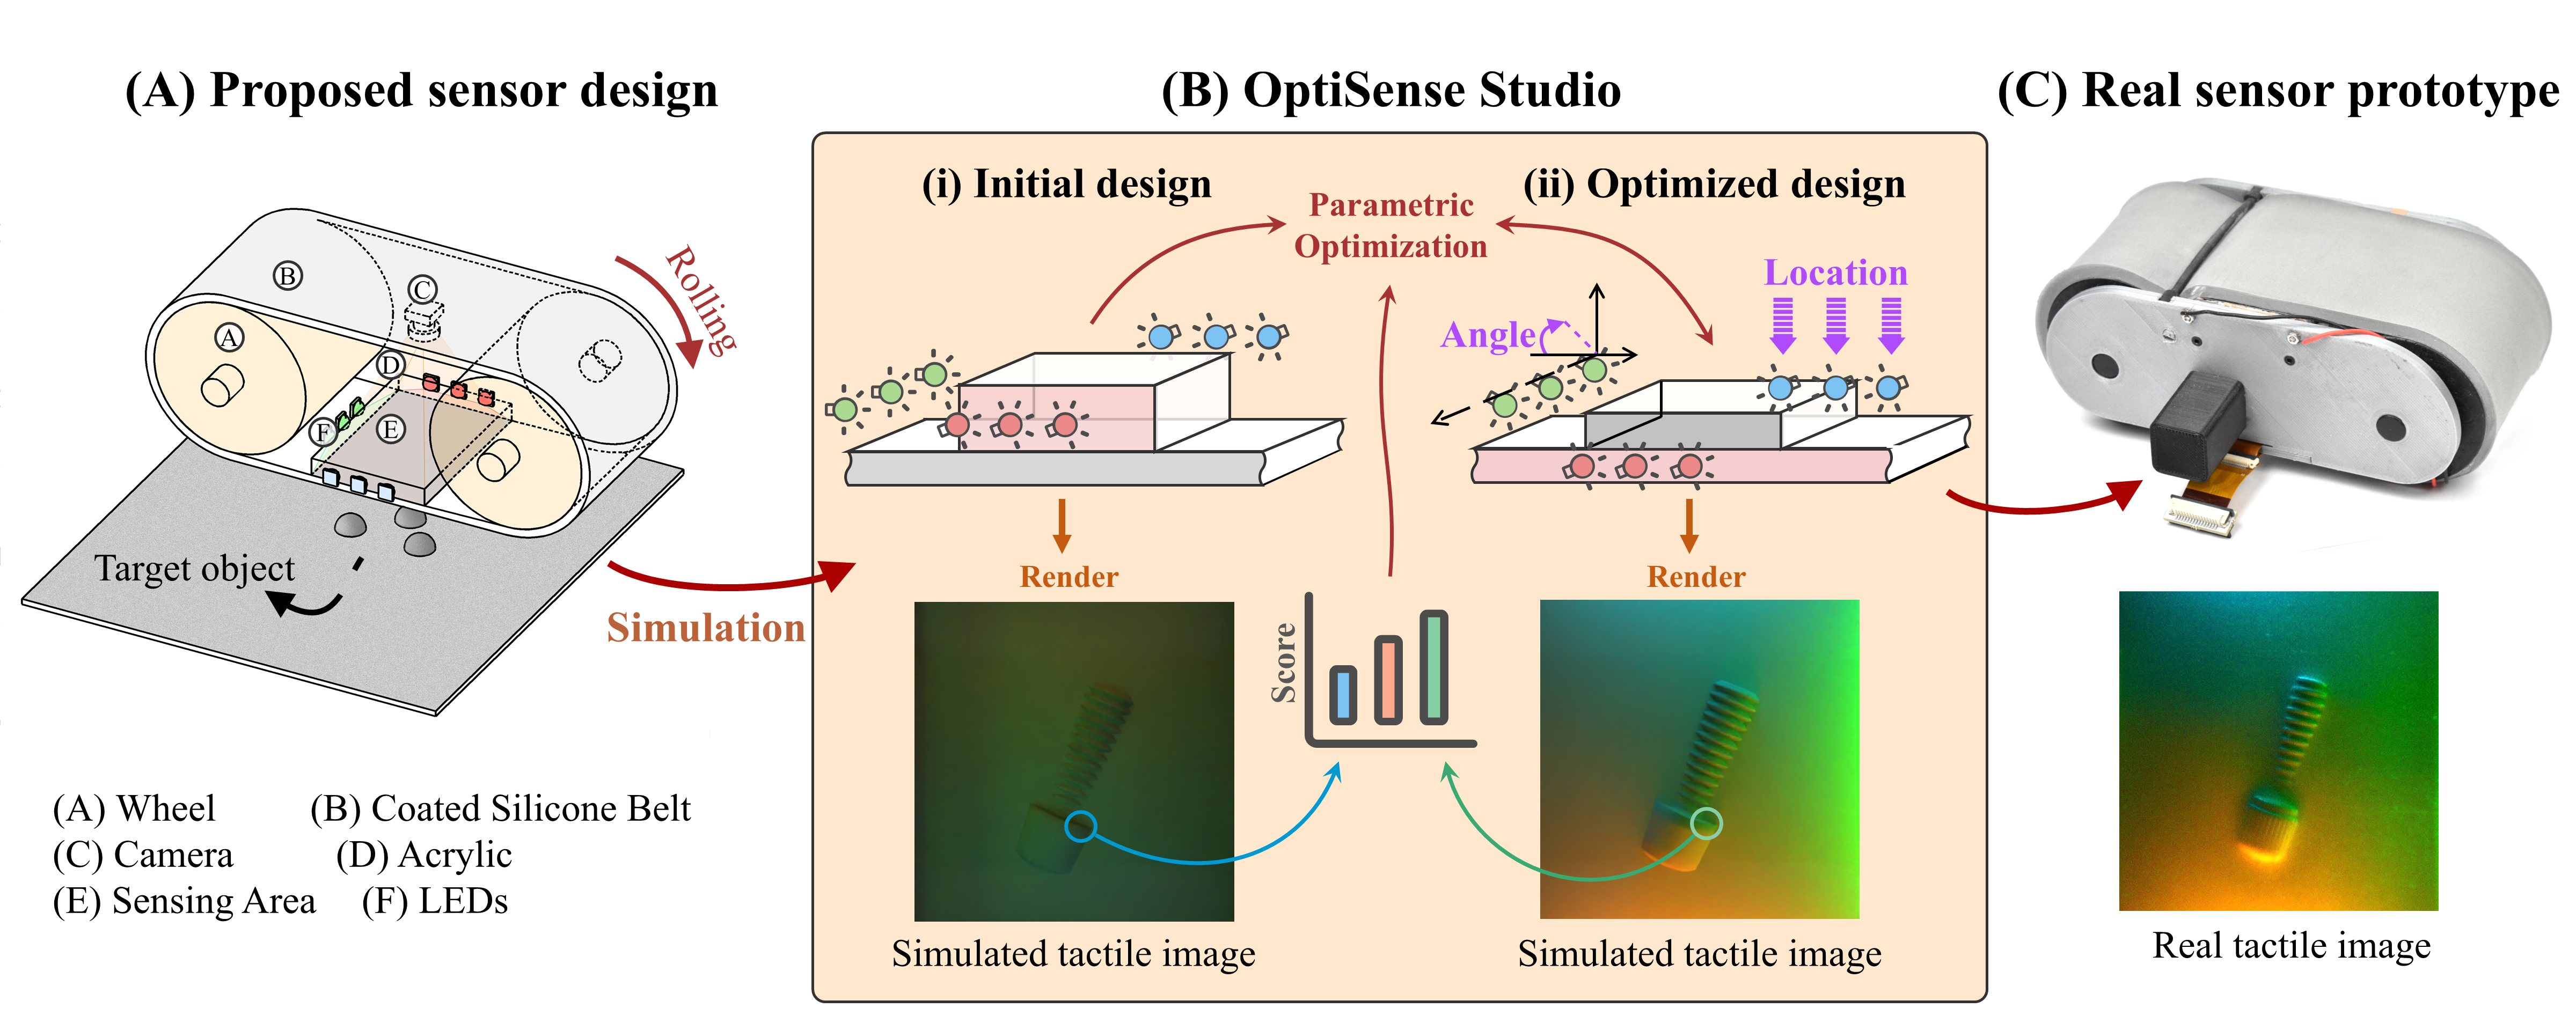 (A) Proposed sensor design
(B) OptiSense Studio
(C) Real sensor prototype
B
C
A
D
E
F
Rolling
Target object
Simulation
(A) Wheel (B) Coated Silicone Belt
(C) Camera (D) Acrylic
(E) Sensing Area (F) LEDs
(i) Initial design
(ii) Optimized design
Parametric
Optimization
Location
Angle
Render
Render
Score
Simulated tactile image
Simulated tactile image
Real tactile image